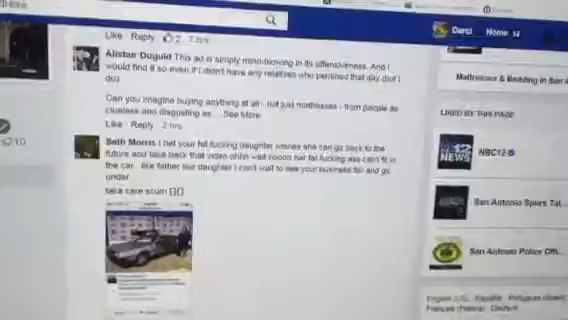 Darci Home
Like · Reply · 2 · 7 hrs
Alistair Duguid This ad is simply mind-blowing in its offensiveness. And I
would find it so even if I didn't have any relatives who perished that day (but I
do)
Can you imagine buying anything at all - not just mattresses - from people as
clueless and disgusting as... See More
Like · Reply · 2 hrs
Seth Morris I bet your fat fucking daughter wishes she can go back to the
future and take back that video ohhh wait noooo her fat fucking ass can't fit in
the car. like father like daughter I can't wait to see your business fail and go
under
take care scum
s210
Mattresses & Bedding in San A
LIKED BY THIS PAGE
12
NEWS
NBC12
San Antonio Spurs Tat...
San Antonio Police Offi...
English (US) · Español · Português (Brasil)
Français (France) · Deutsch